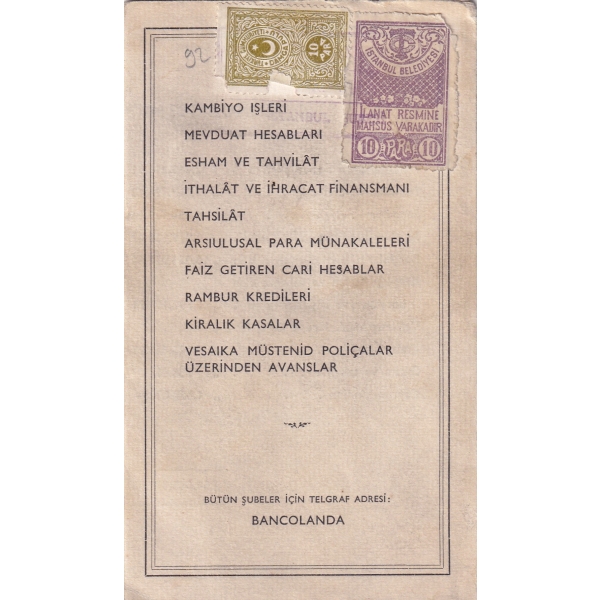 92
10
TC
İSTANBUL BELEDİYESİ
İLANAT RESMİNE
MAHSUS VARAKADIR
10 PARA 10
KAMBİYO IŞLERİ
MEVDUAT HESABLARI
ESHAM VE TAHVİLÂT
İTHALÂT VE İHRACAT FİNANSMANI
TAHSİLÂT
ARSIULUSAL PARA MÜNAKALELERİ
FAİZ GETİREN CARİ HESABLAR
RAMBUR KREDİLERİ
KİRALIK KASALAR
VESAİKA MÜSTENİD POLİÇALAR
ÜZERİNDEN AVANSLAR
BÜTÜN ŞUBELER İÇİN TELGRAF ADRESİ:
BANCOLANDA